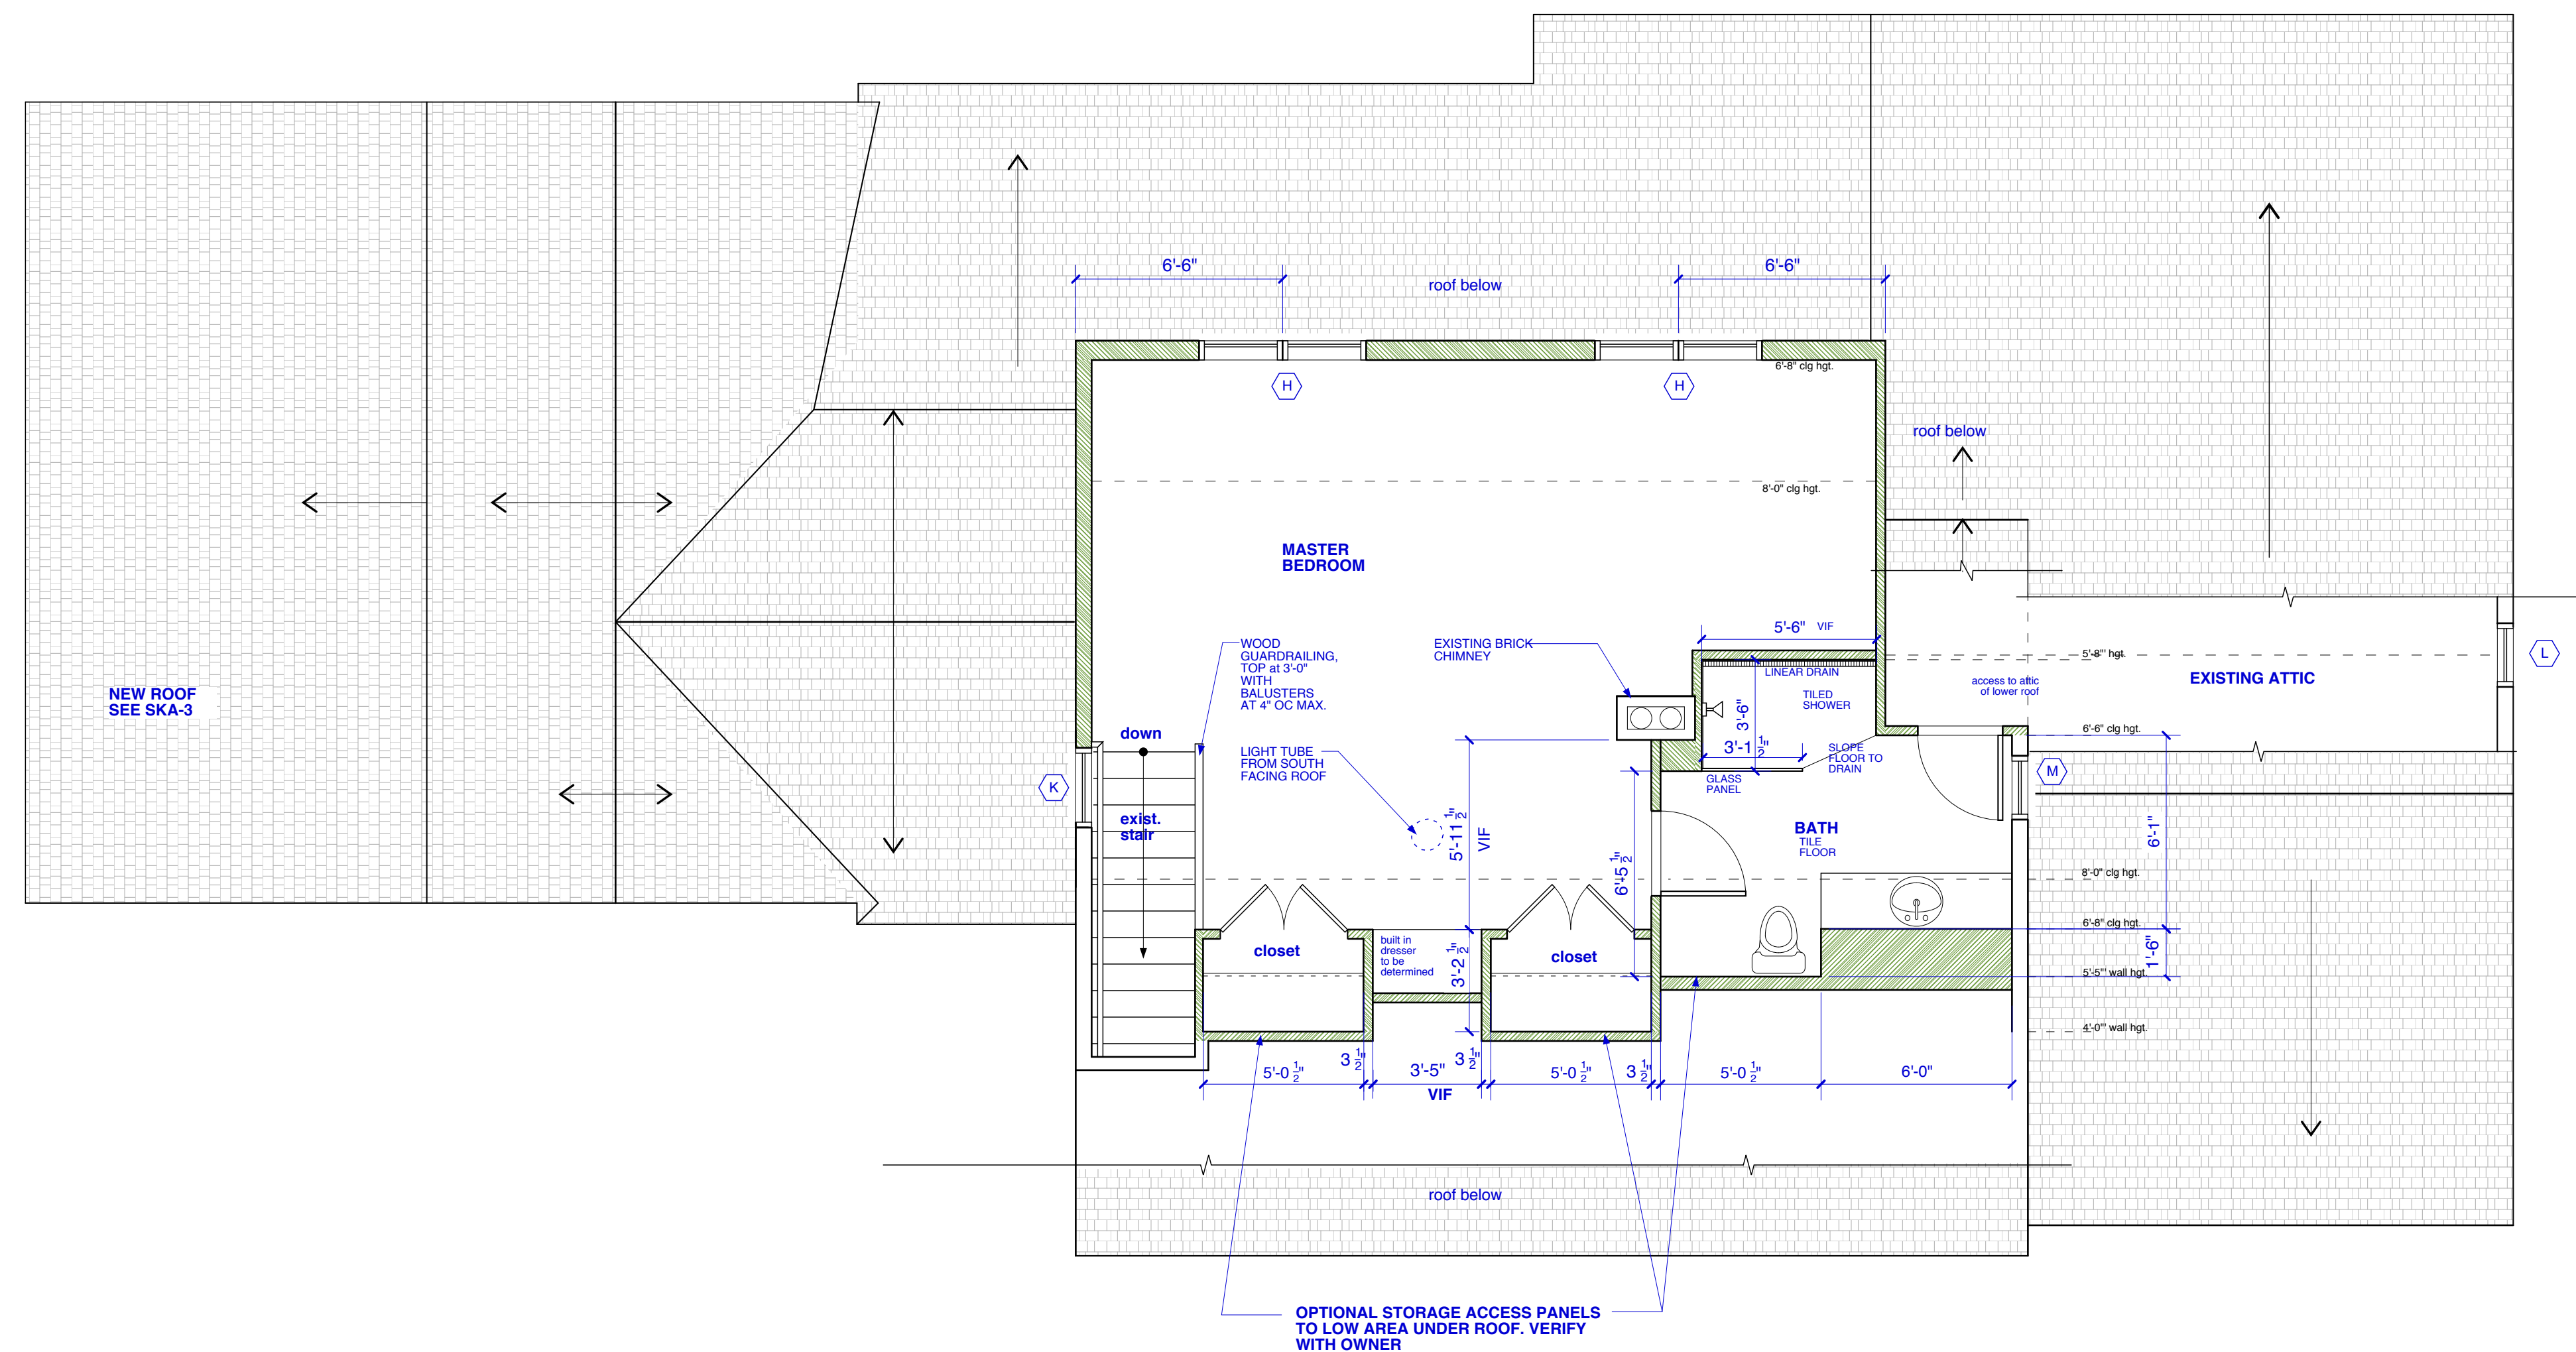 6'-6"
6'-6"
roof below
H
H
6'-8" clg hgt.
roof below
8'-0" clg hgt.
MASTER
BEDROOM
WOOD
GUARDRAILING,
TOP at 3'-0"
WITH
BALUSTERS
AT 4" OC MAX.
EXISTING BRICK
CHIMNEY
5'-6" VIF
LINEAR DRAIN
TILED
SHOWER
3'-6"
3'-1 1/2"
SLOPE
FLOOR TO
DRAIN
GLASS
PANEL
5'-8"' hgt.
access to attic
of lower roof
EXISTING ATTIC
L
NEW ROOF
SEE SKA-3
6'-6" clg hgt.
down
LIGHT TUBE
FROM SOUTH
FACING ROOF
K
M
exist.
stair
5'-11 1/2"
VIF
6'-5 1/2"
BATH
TILE
FLOOR
6'-1"
8'-0" clg hgt.
6'-8" clg hgt.
1'-6"
5'-5"' wall hgt.
4'-0"' wall hgt.
closet
built in
dresser
to be
determined
3'-2 1/2"
closet
5'-0 1/2"
3 1/2"
3'-5"
VIF
3 1/2"
5'-0 1/2"
3 1/2"
5'-0 1/2"
6'-0"
roof below
OPTIONAL STORAGE ACCESS PANELS
TO LOW AREA UNDER ROOF. VERIFY
WITH OWNER